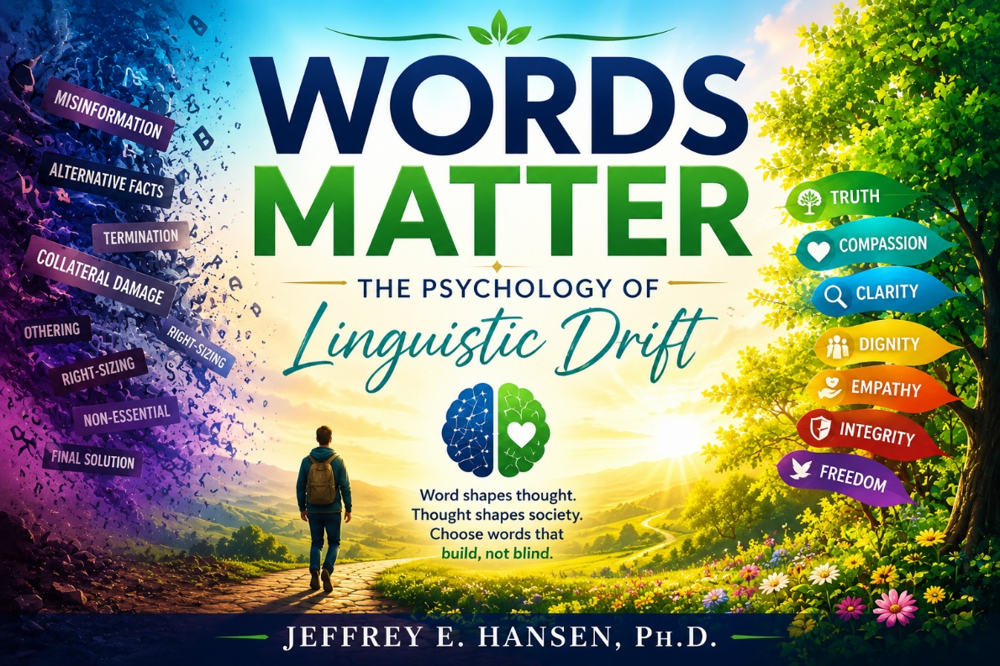 WORDS
MATTER
THE PSYCHOLOGY OF
Linguistic Drift
MISINFORMATION
ALTERNATIVE FACTS
TERMINATION
COLLATERAL DAMAGE
OTHERING
RIGHT-SIZING
RIGHT-SIZING
NON-ESSENTIAL
FINAL SOLUTION
TRUTH
COMPASSION
CLARITY
DIGNITY
EMPATHY
INTEGRITY
FREEDOM
Word shapes thought.
Thought shapes society.
Choose words that
build, not blind.
JEFFREY E. HANSEN, PH.D.